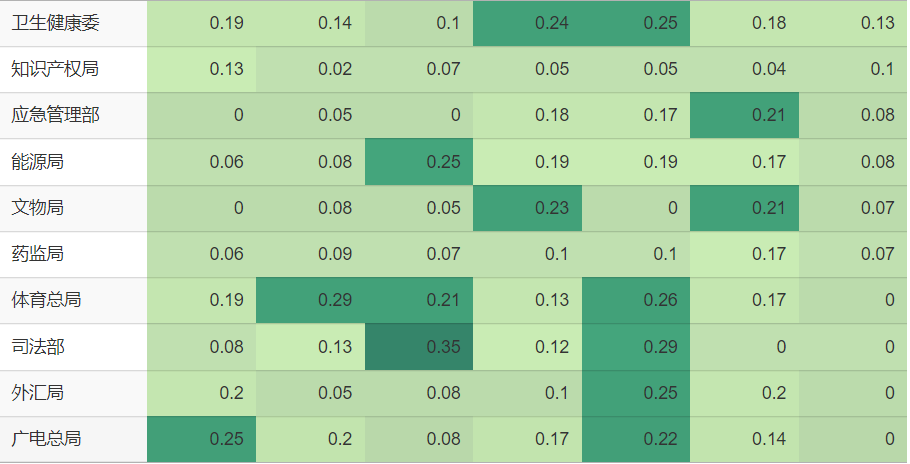 卫生健康委 0.19 0.14 0.1 0.24 0.25 0.18 0.13
知识产权局 0.13 0.02 0.07 0.05 0.05 0.04 0.1
应急管理部 0 0.05 0 0.18 0.17 0.21 0.08
能源局 0.06 0.08 0.25 0.19 0.19 0.17 0.08
文物局 0 0.08 0.05 0.23 0 0.21 0.07
药监局 0.06 0.09 0.07 0.1 0.1 0.17 0.07
体育总局 0.19 0.29 0.21 0.13 0.26 0.17 0
司法部 0.08 0.13 0.35 0.12 0.29 0 0
外汇局 0.2 0.05 0.08 0.1 0.25 0.2 0
广电总局 0.25 0.2 0.08 0.17 0.22 0.14 0